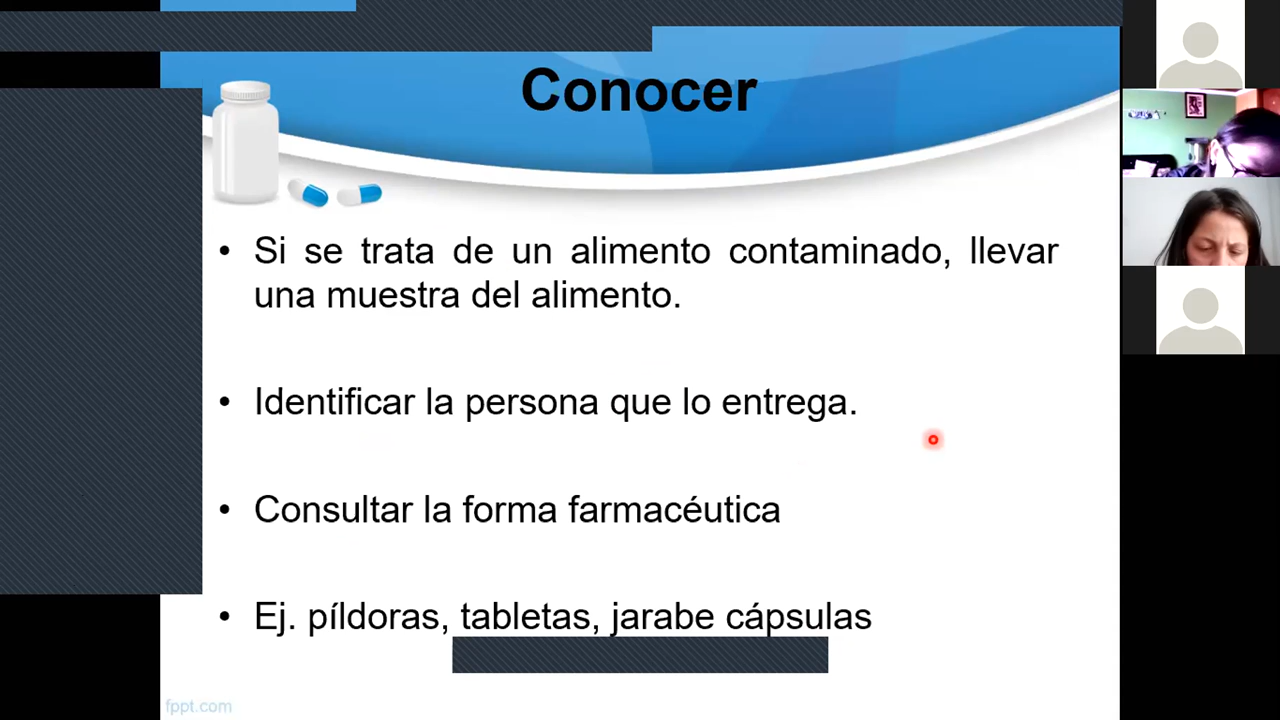 Conocer
• Si se trata de un alimento contaminado, llevar
una muestra del alimento.
• Identificar la persona que lo entrega.
• Consultar la forma farmacéutica
• Ej. píldoras, tabletas, jarabe cápsulas
fppt.com